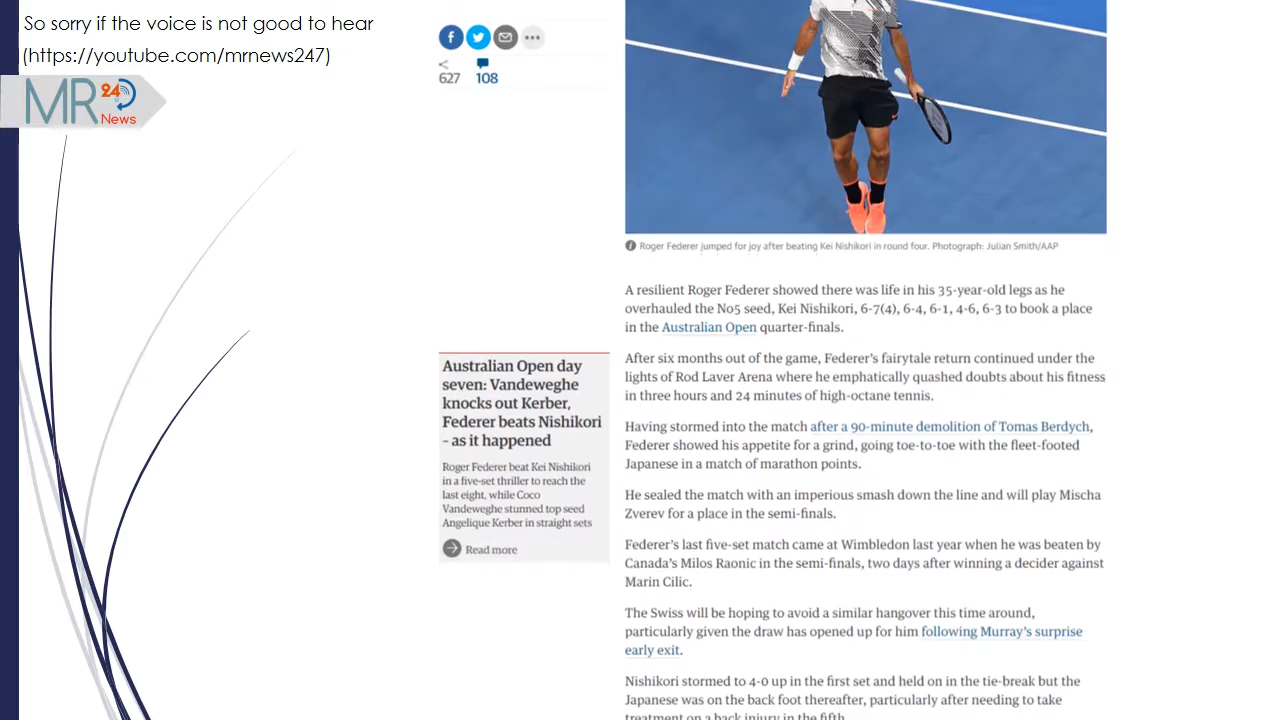 So sorry if the voice is not good to hear
(https://youtube.com/mrnews247)
MR
24
News
627
108
Roger Federer jumped for joy after beating Kei Nishikori in round four. Photograph: Julian Smith/AAP
A resilient Roger Federer showed there was life in his 35-year-old legs as he
overhauled the No5 seed, Kei Nishikori, 6-7(4), 6-4, 6-1, 4-6, 6-3 to book a place
in the Australian Open quarter-finals.
After six months out of the game, Federer's fairytale return continued under the
lights of Rod Laver Arena where he emphatically quashed doubts about his fitness
in three hours and 24 minutes of high-octane tennis.
Having stormed into the match after a 90-minute demolition of Tomas Berdych,
Federer showed his appetite for a grind, going toe-to-toe with the fleet-footed
Japanese in a match of marathon points.
He sealed the match with an imperious smash down the line and will play Mischa
Zverev for a place in the semi-finals.
Federer's last five-set match came at Wimbledon last year when he was beaten by
Canada's Milos Raonic in the semi-finals, two days after winning a decider against
Marin Cilic.
The Swiss will be hoping to avoid a similar hangover this time around,
particularly given the draw has opened up for him following Murray's surprise
early exit.
Nishikori stormed to 4-0 up in the first set and held on in the tie-break but the
Japanese was on the back foot thereafter, particularly after needing to take
treatment on a back injury in the fifth.
Australian Open day
seven: Vandeweghe
knocks out Kerber,
Federer beats Nishikori
- as it happened
Roger Federer beat Kei Nishikori
in a five-set thriller to reach the
last eight, while Coco
Vandeweghe stunned top seed
Angelique Kerber in straight sets
Read more